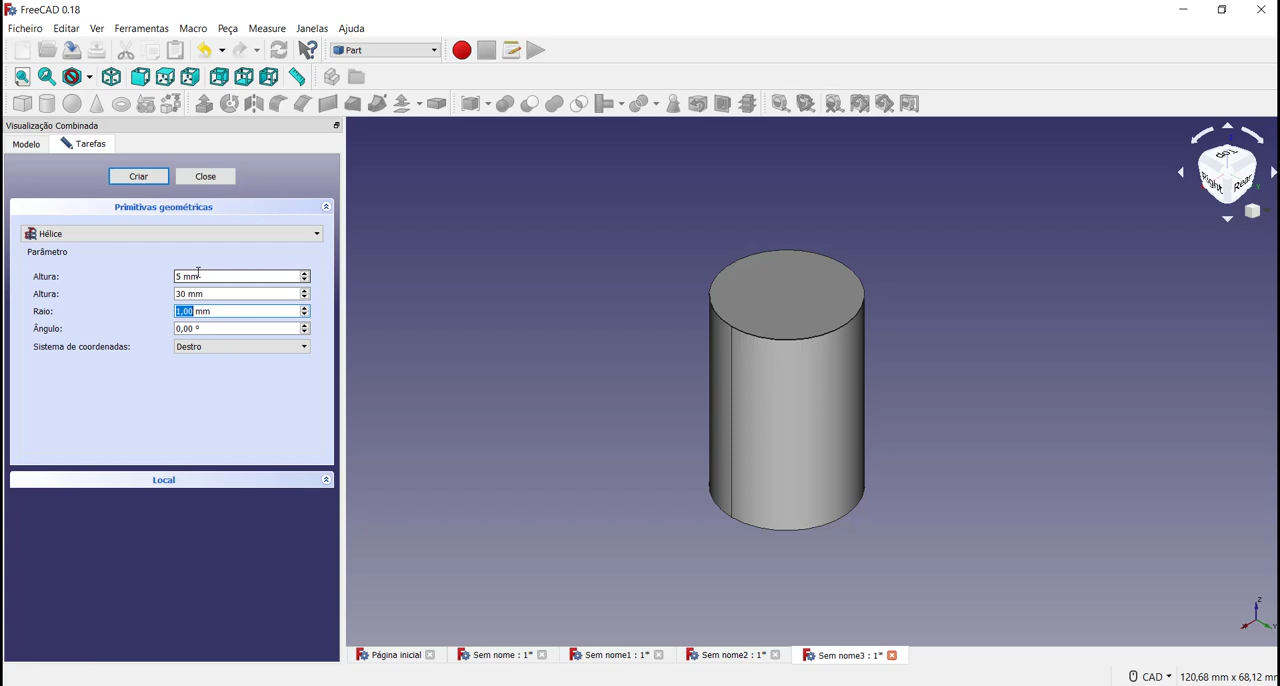 FreeCAD 0.18
Ficheiro Editar Ver Ferramentas Macro Peça Measure Janelas Ajuda
Part
Visualização Combinada
Modelo Tarefas
Criar Close
Primitivas geométricas
Hélice
Parâmetro
Altura: 5 mm
Altura: 30 mm
Raio: 1,00 mm
Ângulo: 0,00 °
Sistema de coordenadas: Destro
Local
Top
Right Rear
Y
Z
Y
Página inicial Sem nome : 1* Sem nome1 : 1* Sem nome2 : 1* Sem nome3 : 1*
CAD 120,68 mm x 68,12 mm